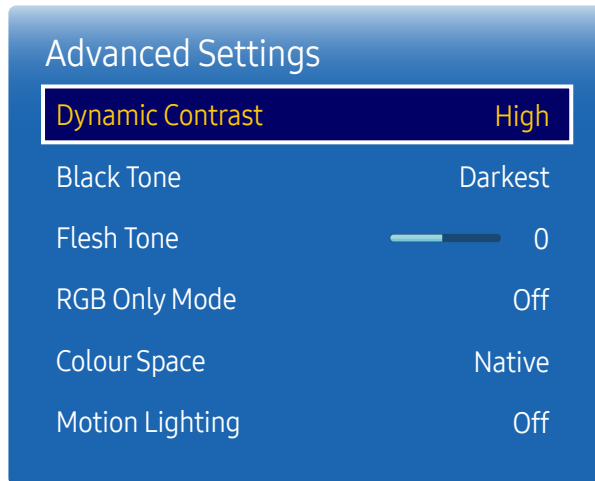 Advanced Settings
Dynamic Contrast High
Black Tone Darkest
Flesh Tone 0
RGB Only Mode Off
Colour Space Native
Motion Lighting Off